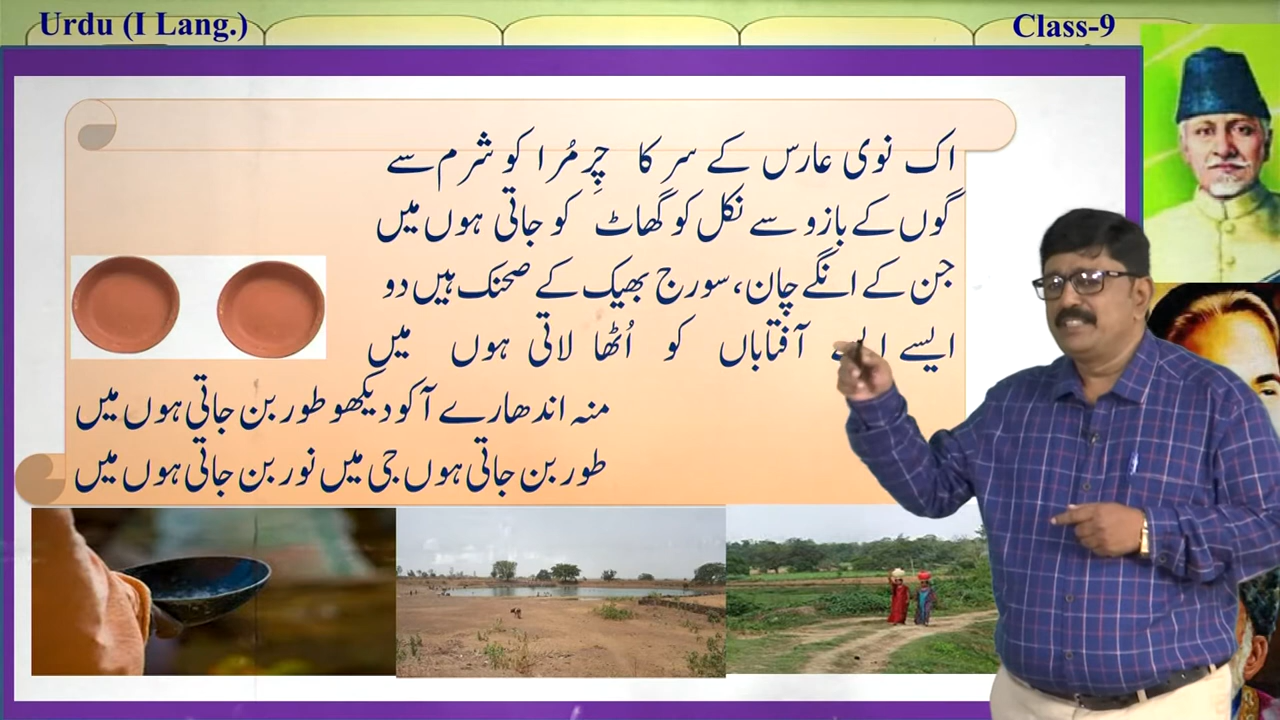 Urdu (I Lang.)
Class-9
اک نوی عارس کے سر کا چِرمُرا کو شرم سے
گوں کے بازو سے نکل کو گھاٹ کو جاتی ہوں میں
جن کے انگے چان، سورج بھیک کے صحنک ہیں دو
ایسے ایسے آفتاباں کو اُٹھا لاتی ہوں میں
منہ اندھارے آ کو دیکھو طور بن جاتی ہوں میں
طور بن جاتی ہوں جی میں نور بن جاتی ہوں میں